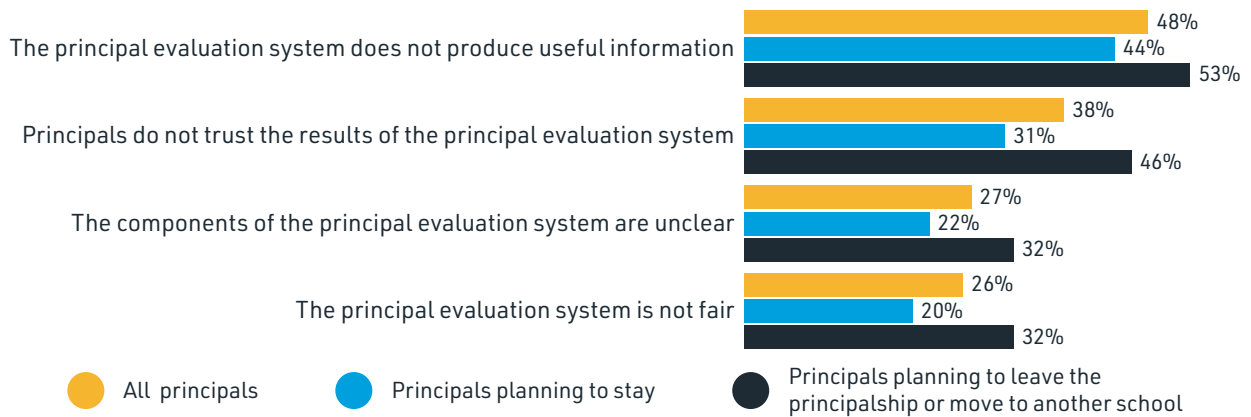 48%
The principal evaluation system does not produce useful information
44%
53%
38%
Principals do not trust the results of the principal evaluation system
31%
46%
27%
The components of the principal evaluation system are unclear
22%
32%
26%
The principal evaluation system is not fair
20%
32%
All principals
Principals planning to stay
Principals planning to leave the
principalship or move to another school